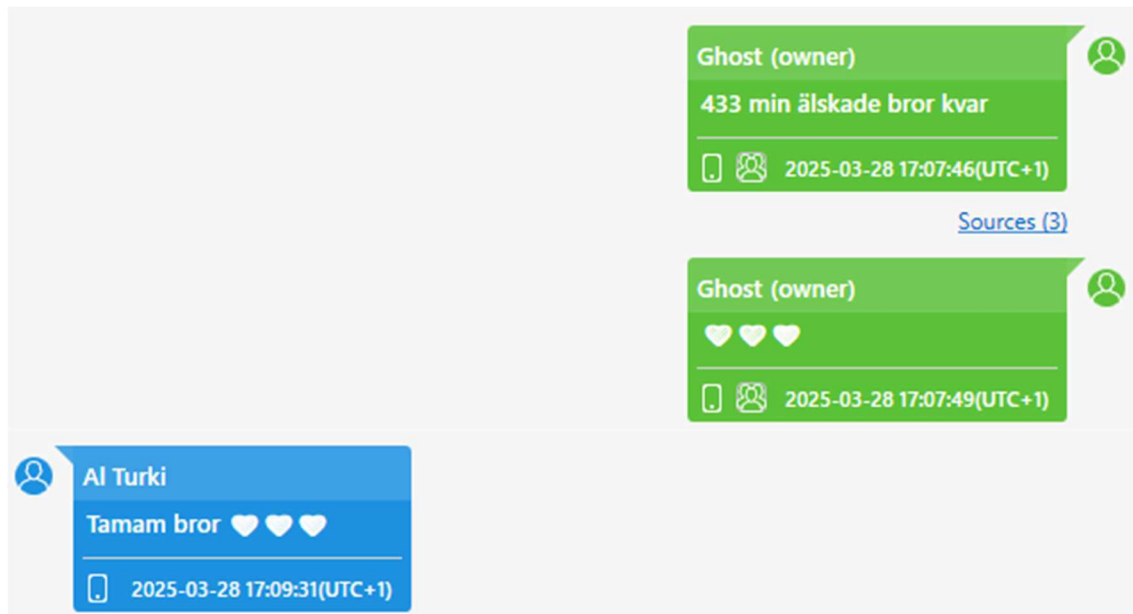 Ghost (owner)
433 min älskade bror kvar
2025-03-28 17:07:46(UTC+1)
Sources (3)
Ghost (owner)
🤍🤍🤍
2025-03-28 17:07:49(UTC+1)
Al Turki
Tamam bror 🤍🤍🤍
2025-03-28 17:09:31(UTC+1)